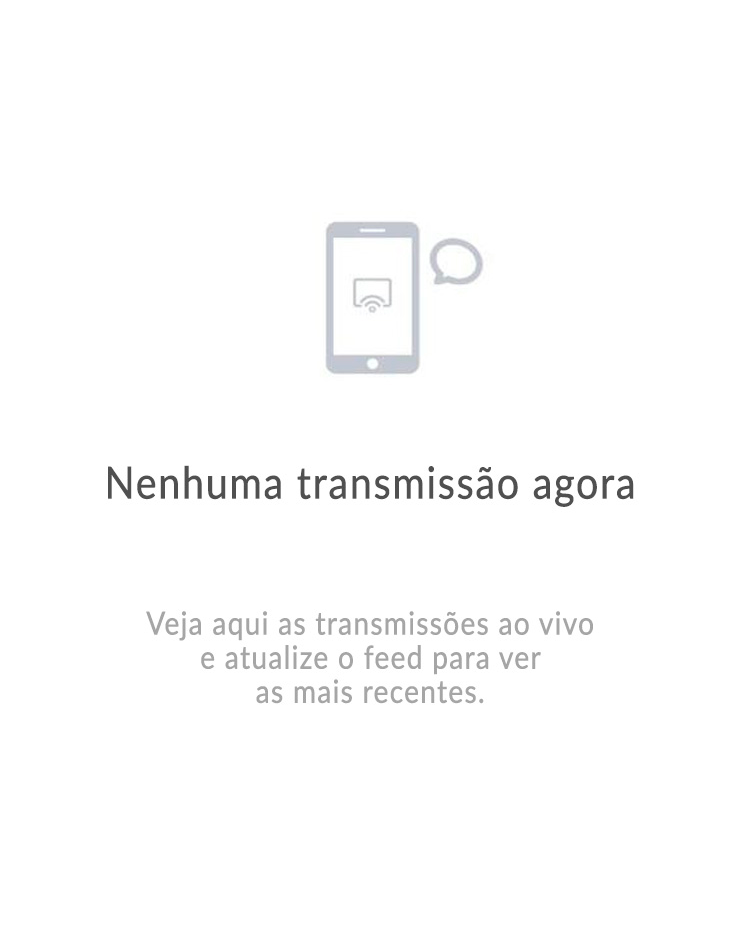 Nenhuma transmissão agora
Veja aqui as transmissões ao vivo
e atualize o feed para ver
as mais recentes.